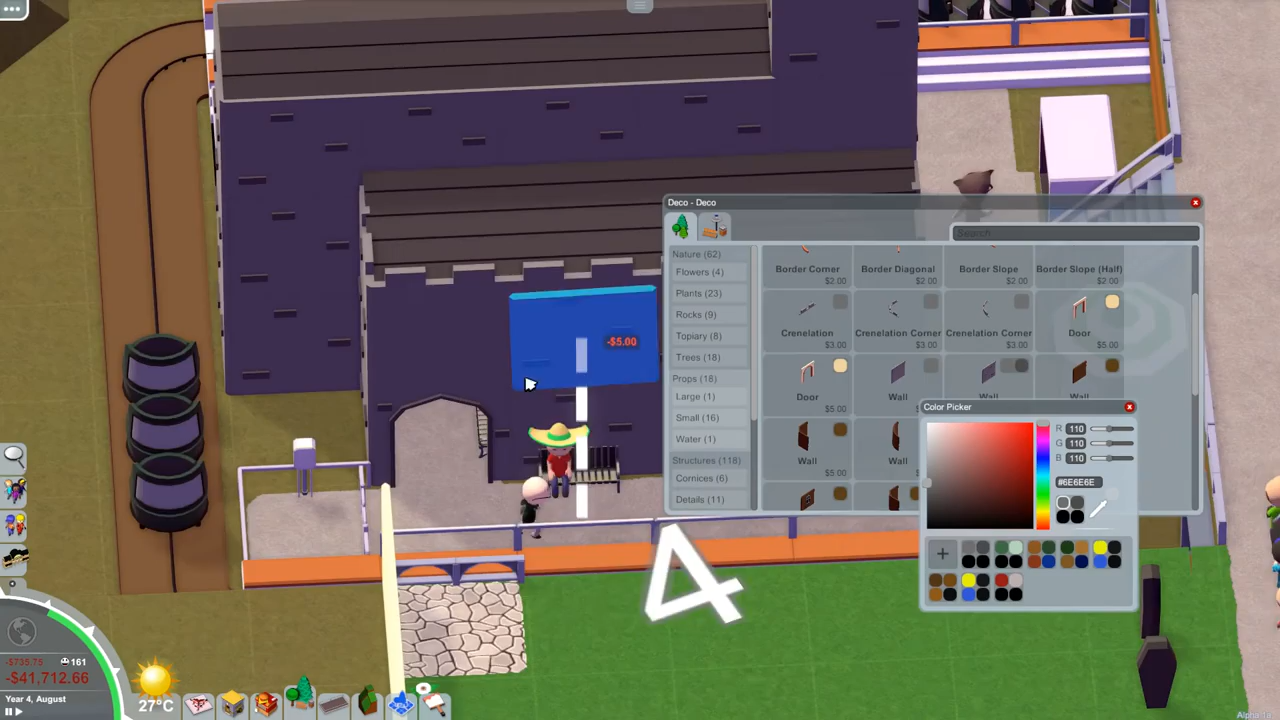 Deco - Deco
Search
Nature (62)
Flowers (4)
Plants (23)
Rocks (9)
Topiary (8)
Trees (18)
Props (18)
Large (1)
Small (16)
Water (1)
Structures (118)
Cornices (6)
Details (11)
Border Corner
$2.00
Border Diagonal
$2.00
Border Slope
$2.00
Border Slope (Half)
$2.00
Crenelation
$3.00
Crenelation Corner
$3.00
Crenelation Corner
$3.00
Door
$5.00
Door
$5.00
Wall
Wall
Wall
Wall
$5.00
Wall
-$5.00
Color Picker
R 110
G 110
B 110
#6E6E6E
+
4
-$735.75
161
-$41,712.66
Year 4, August
27°C